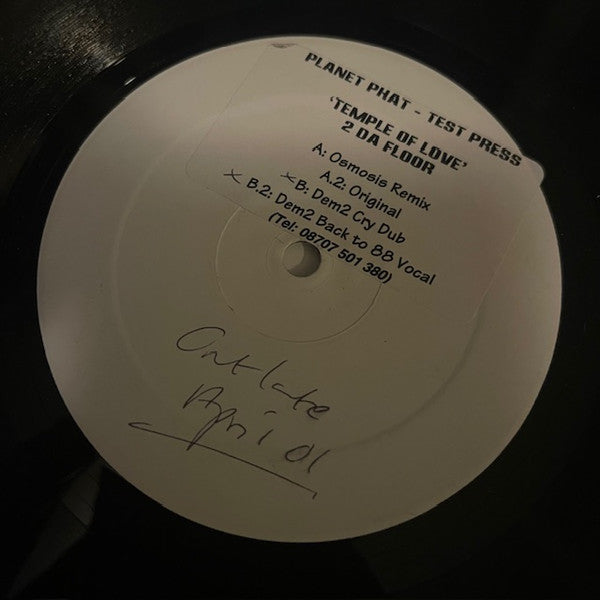 PLANET PHAT - TEST PRESS
'TEMPLE OF LOVE'
2 DA FLOOR
A: Osmosis Remix
A.2: Original
x B: Dem2 Cry Dub
x B.2: Dem2 Back to 88 Vocal
(Tel: 08707 501 380)
Out late
April 01